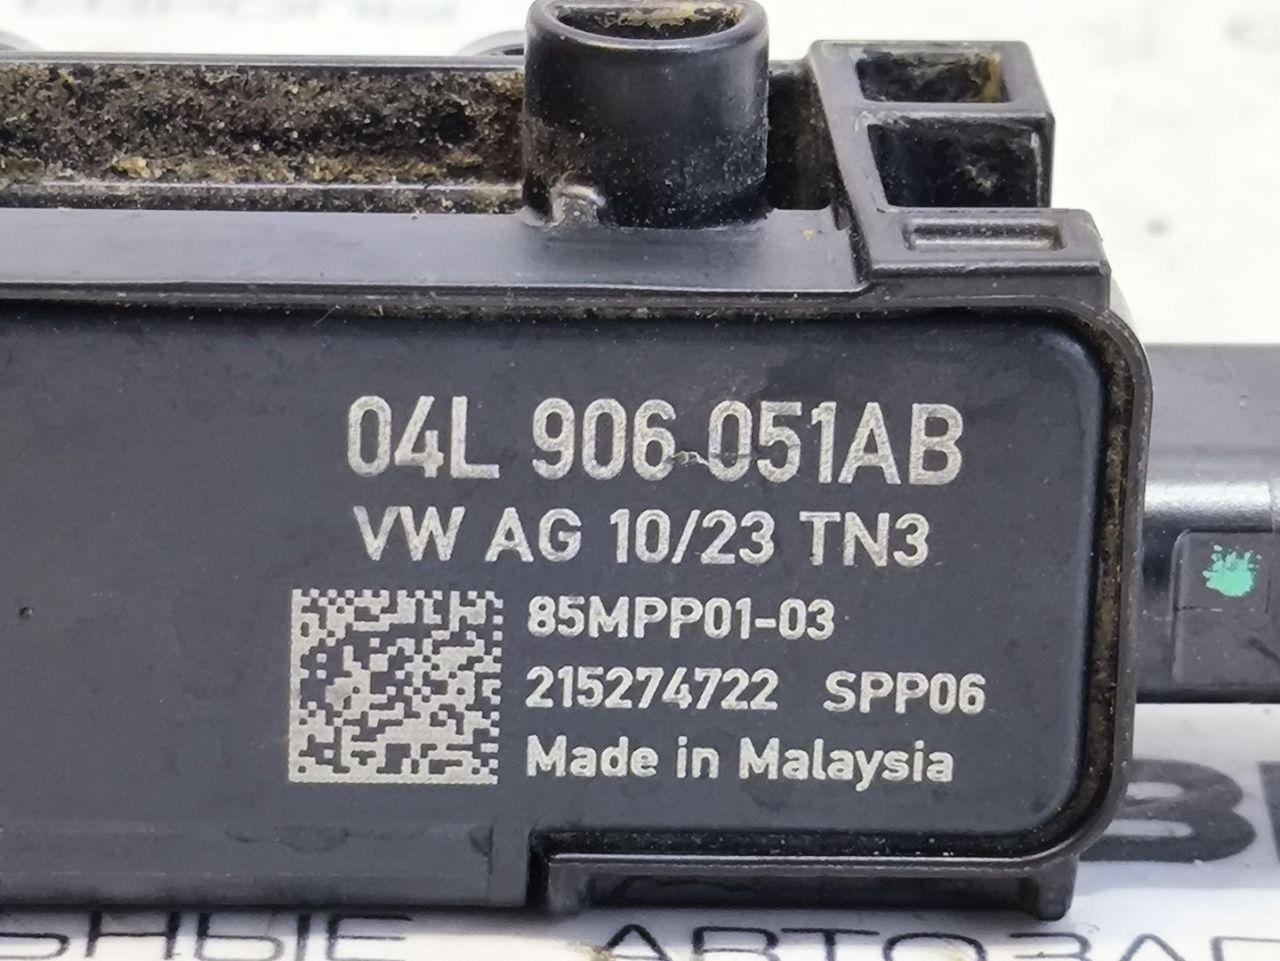 04L 906 051AB
VW AG 10/23 TN3
85MPP01-03
215274722 SPP06
Made in Malaysia